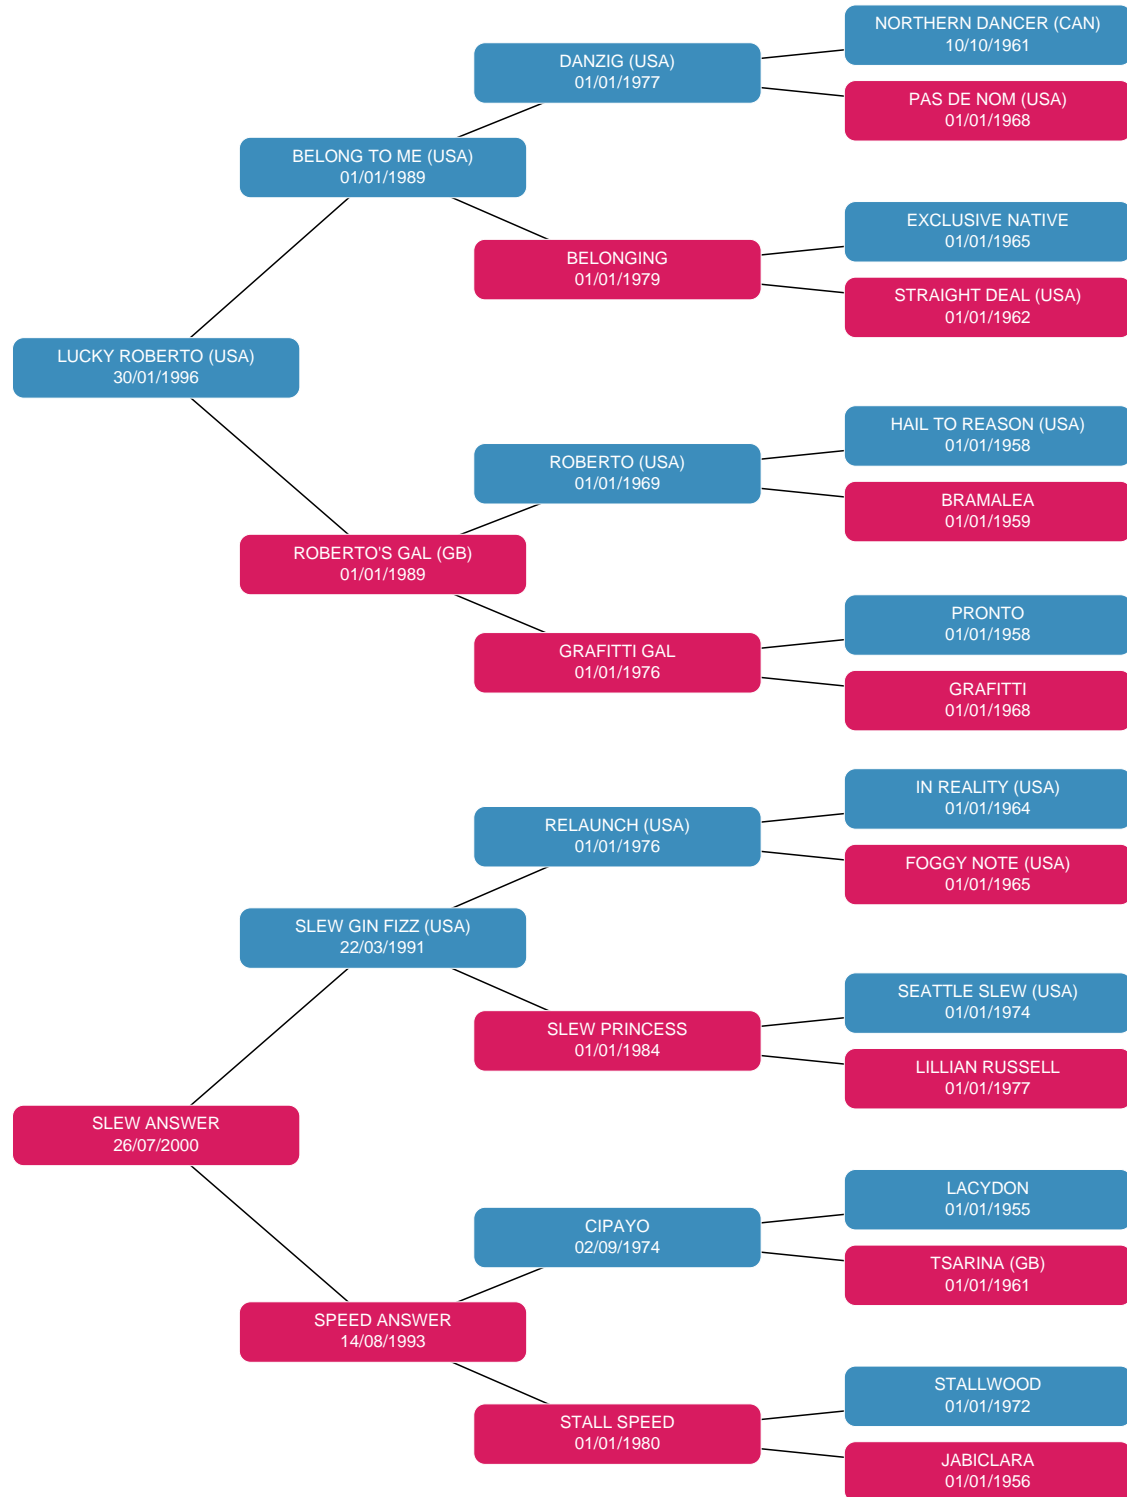 NORTHERN DANCER (CAN)
10/10/1961
DANZIG (USA)
01/01/1977
PAS DE NOM (USA)
01/01/1968
BELONG TO ME (USA)
01/01/1989
EXCLUSIVE NATIVE
01/01/1965
BELONGING
01/01/1979
STRAIGHT DEAL (USA)
01/01/1962
LUCKY ROBERTO (USA)
30/01/1996
HAIL TO REASON (USA)
01/01/1958
ROBERTO (USA)
01/01/1969
BRAMALEA
01/01/1959
ROBERTO'S GAL (GB)
01/01/1989
PRONTO
01/01/1958
GRAFITTI GAL
01/01/1976
GRAFITTI
01/01/1968
IN REALITY (USA)
01/01/1964
RELAUNCH (USA)
01/01/1976
FOGGY NOTE (USA)
01/01/1965
SLEW GIN FIZZ (USA)
22/03/1991
SEATTLE SLEW (USA)
01/01/1974
SLEW PRINCESS
01/01/1984
LILLIAN RUSSELL
01/01/1977
SLEW ANSWER
26/07/2000
LACYDON
01/01/1955
CIPAYO
02/09/1974
TSARINA (GB)
01/01/1961
SPEED ANSWER
14/08/1993
STALLWOOD
01/01/1972
STALL SPEED
01/01/1980
JABICLARA
01/01/1956